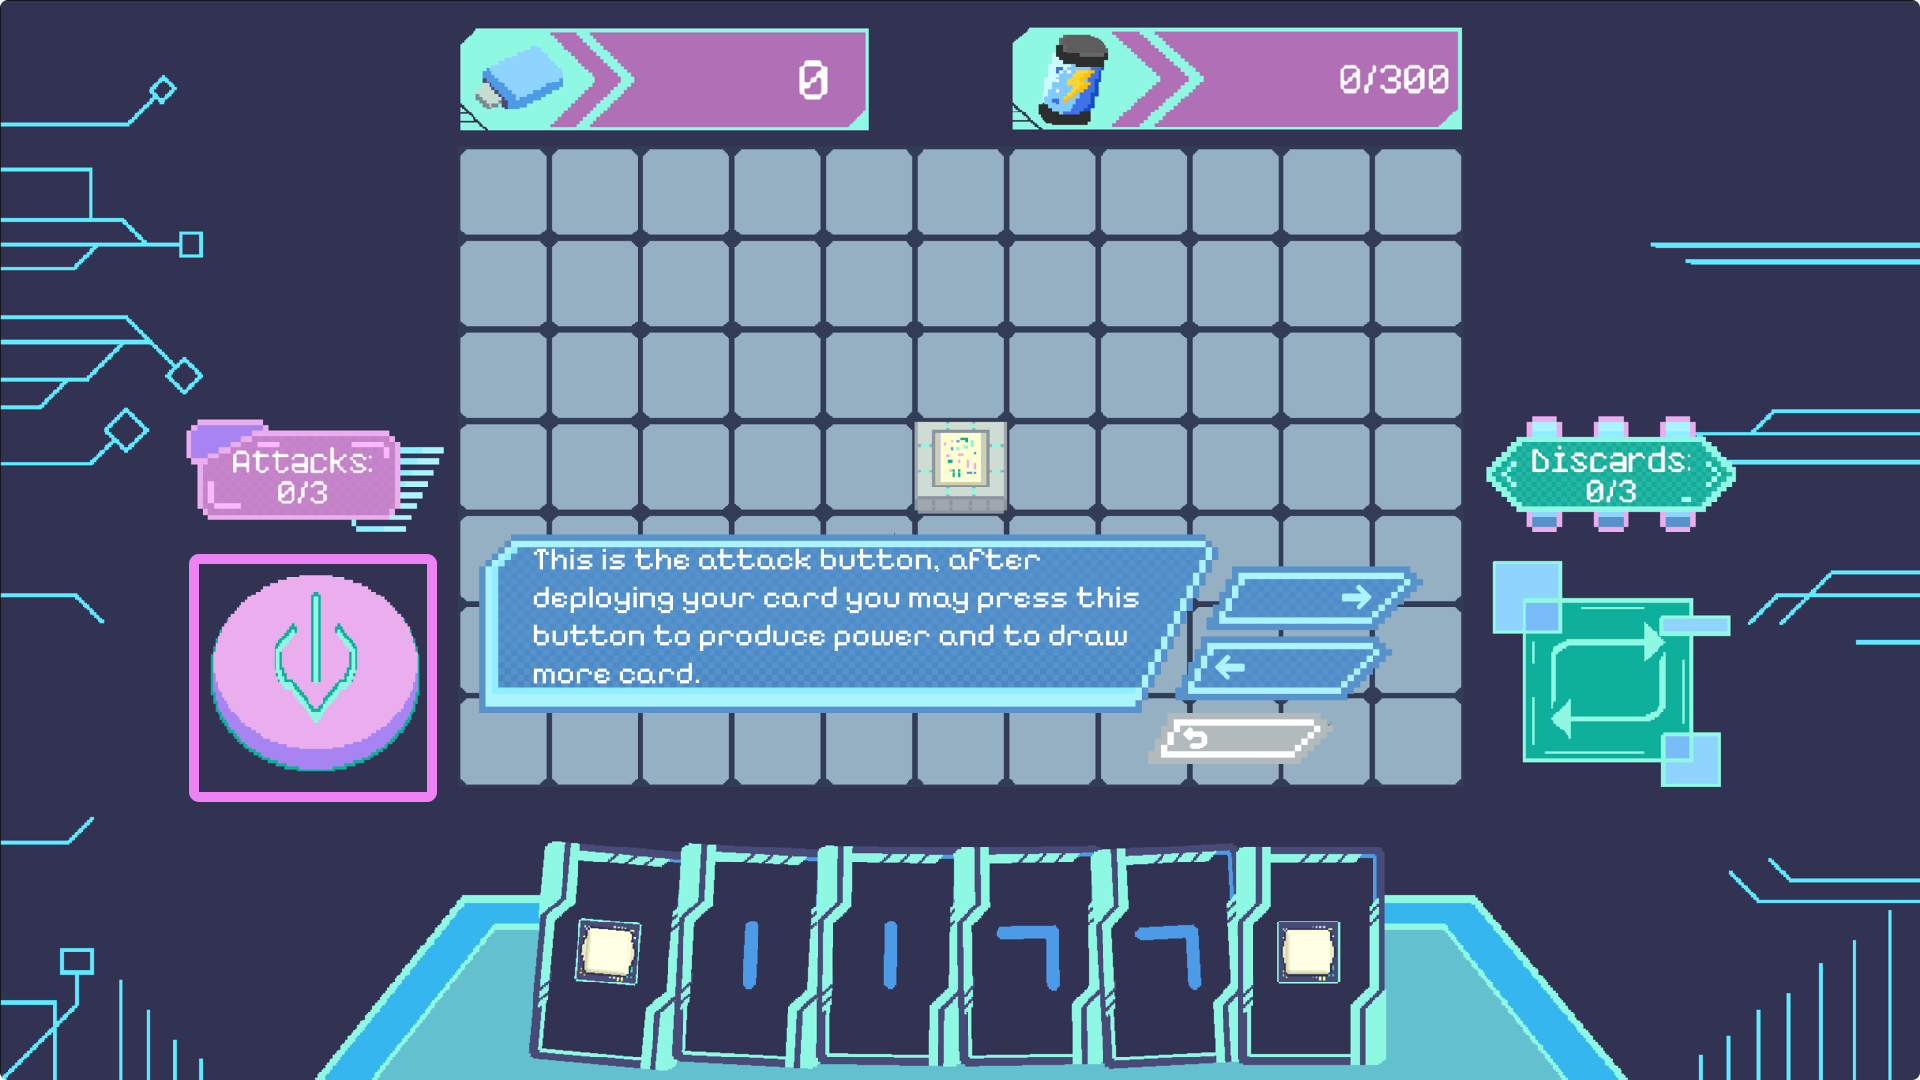 0
0/300
Attacks:
0/3
Discards:
0/3
This is the attack button, after
deploying your card you may press this
button to produce power and to draw
more card.